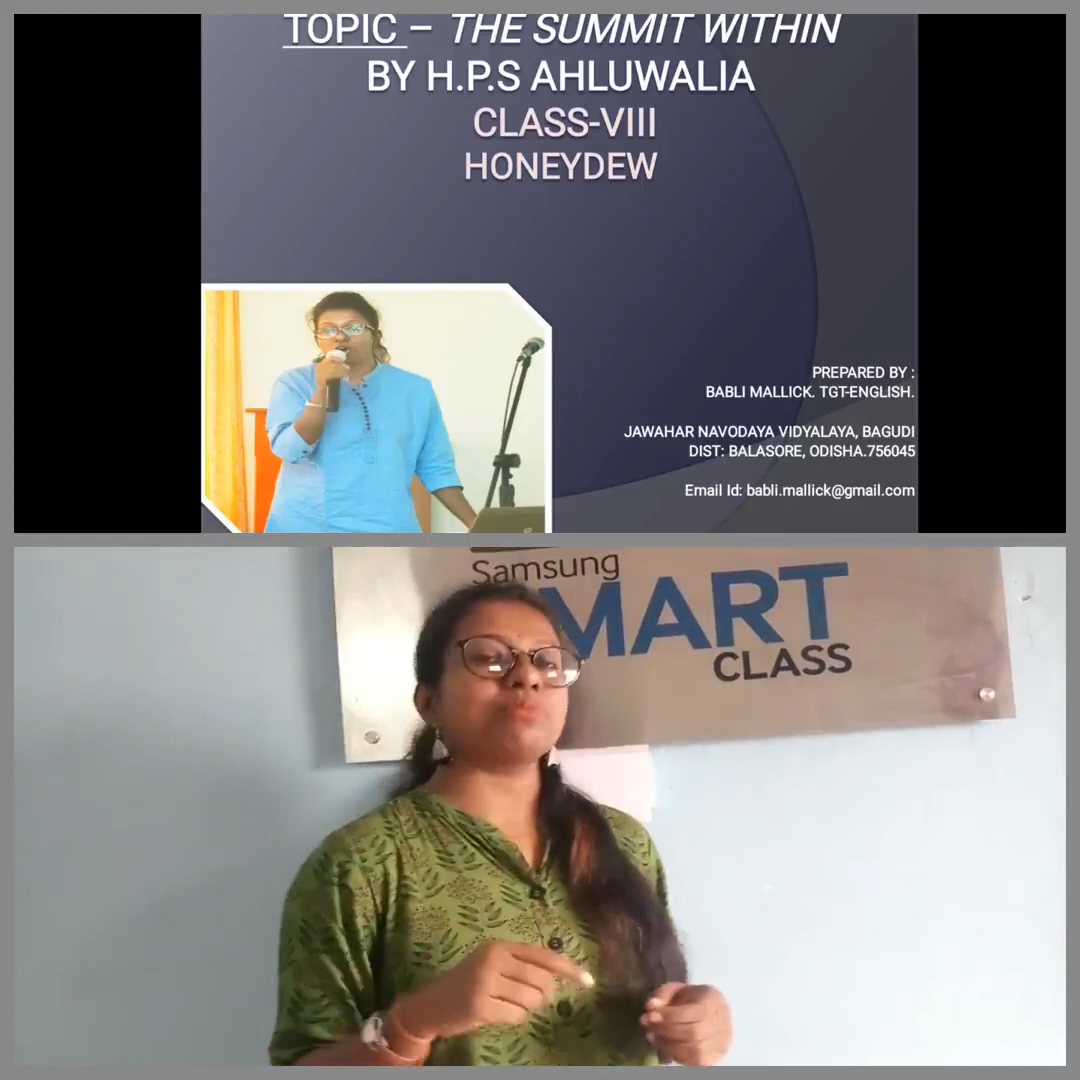 TOPIC – THE SUMMIT WITHIN
BY H.P.S AHLUWALIA
CLASS-VIII
HONEYDEW
PREPARED BY :
BABLI MALLICK. TGT-ENGLISH.
JAWAHAR NAVODAYA VIDYALAYA, BAGUDI
DIST: BALASORE, ODISHA.756045
Email Id: babli.mallick@gmail.com
Samsung
MART
CLASS